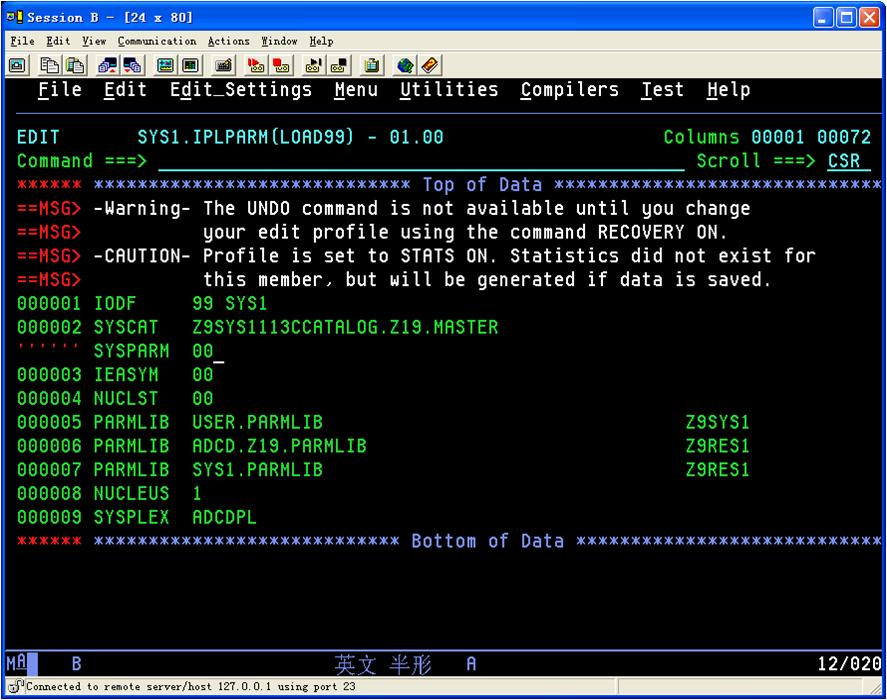 Session B - [24 x 80]
File Edit View Communication Actions Window Help
File Edit Edit_Settings Menu Utilities Compilers Test Help
EDIT SYS1.IPLPARM(LOAD99) - 01.00 Columns 00001 00072
Command ===> Scroll ===> CSR
****** ***************************** Top of Data ******************************
==MSG> -Warning- The UNDO command is not available until you change
==MSG> your edit profile using the command RECOVERY ON.
==MSG> -CAUTION- Profile is set to STATS ON. Statistics did not exist for
==MSG> this member, but will be generated if data is saved.
000001 IODF 99 SYS1
000002 SYSCAT Z9SYS1113CCATALOG.Z19.MASTER
'''''' SYSPARM 00_
000003 IEASYM 00
000004 NUCLST 00
000005 PARMLIB USER.PARMLIB Z9SYS1
000006 PARMLIB ADCD.Z19.PARMLIB Z9RES1
000007 PARMLIB SYS1.PARMLIB Z9RES1
000008 NUCLEUS 1
000009 SYSPLEX ADCDPL
****** **************************** Bottom of Data ****************************
MA B 英文 半形 A 12/020
Connected to remote server/host 127.0.0.1 using port 23